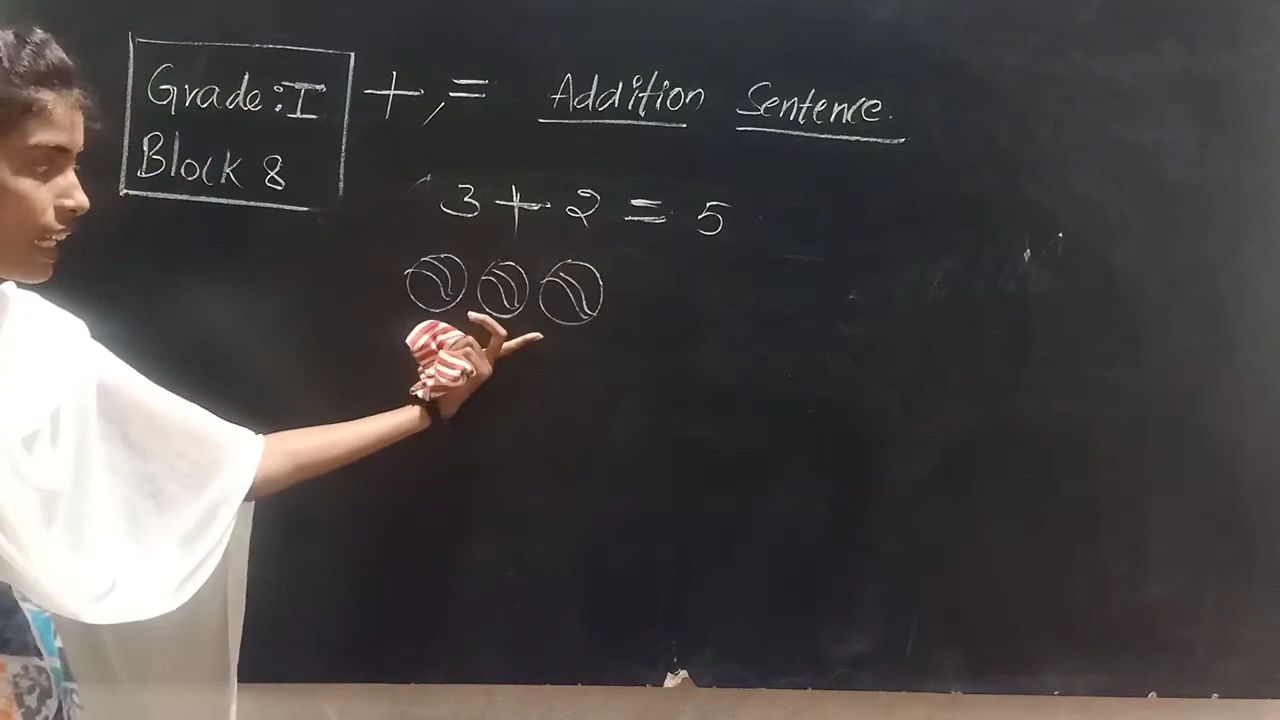 Grade: I
Block 8
+, = Addition Sentence.
3 + 2 = 5